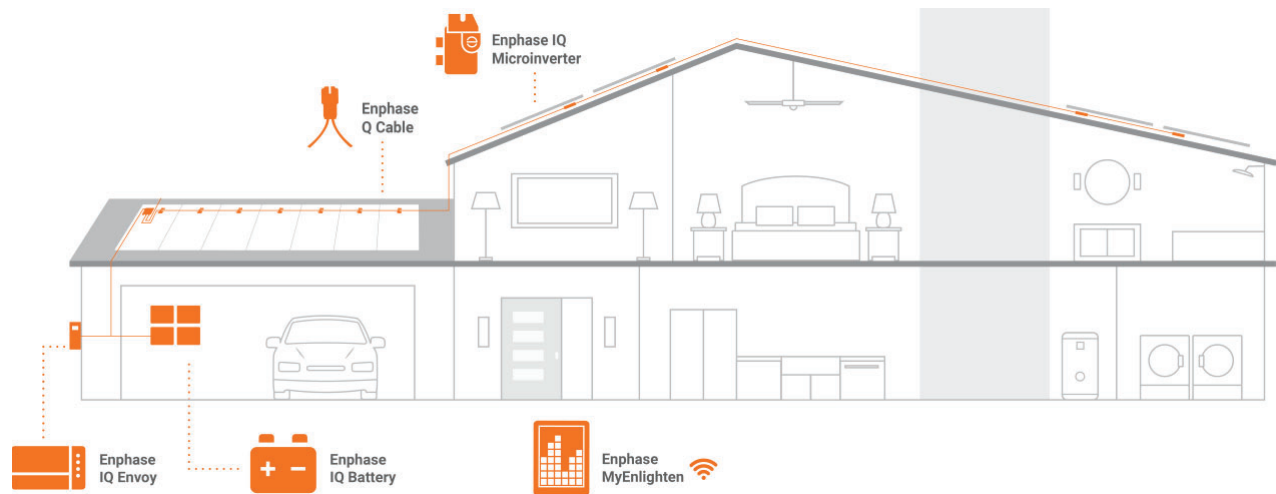 Enphase IQ
Microinverter
Enphase
Q Cable
Enphase
IQ Envoy
Enphase
IQ Battery
Enphase
MyEnlighten